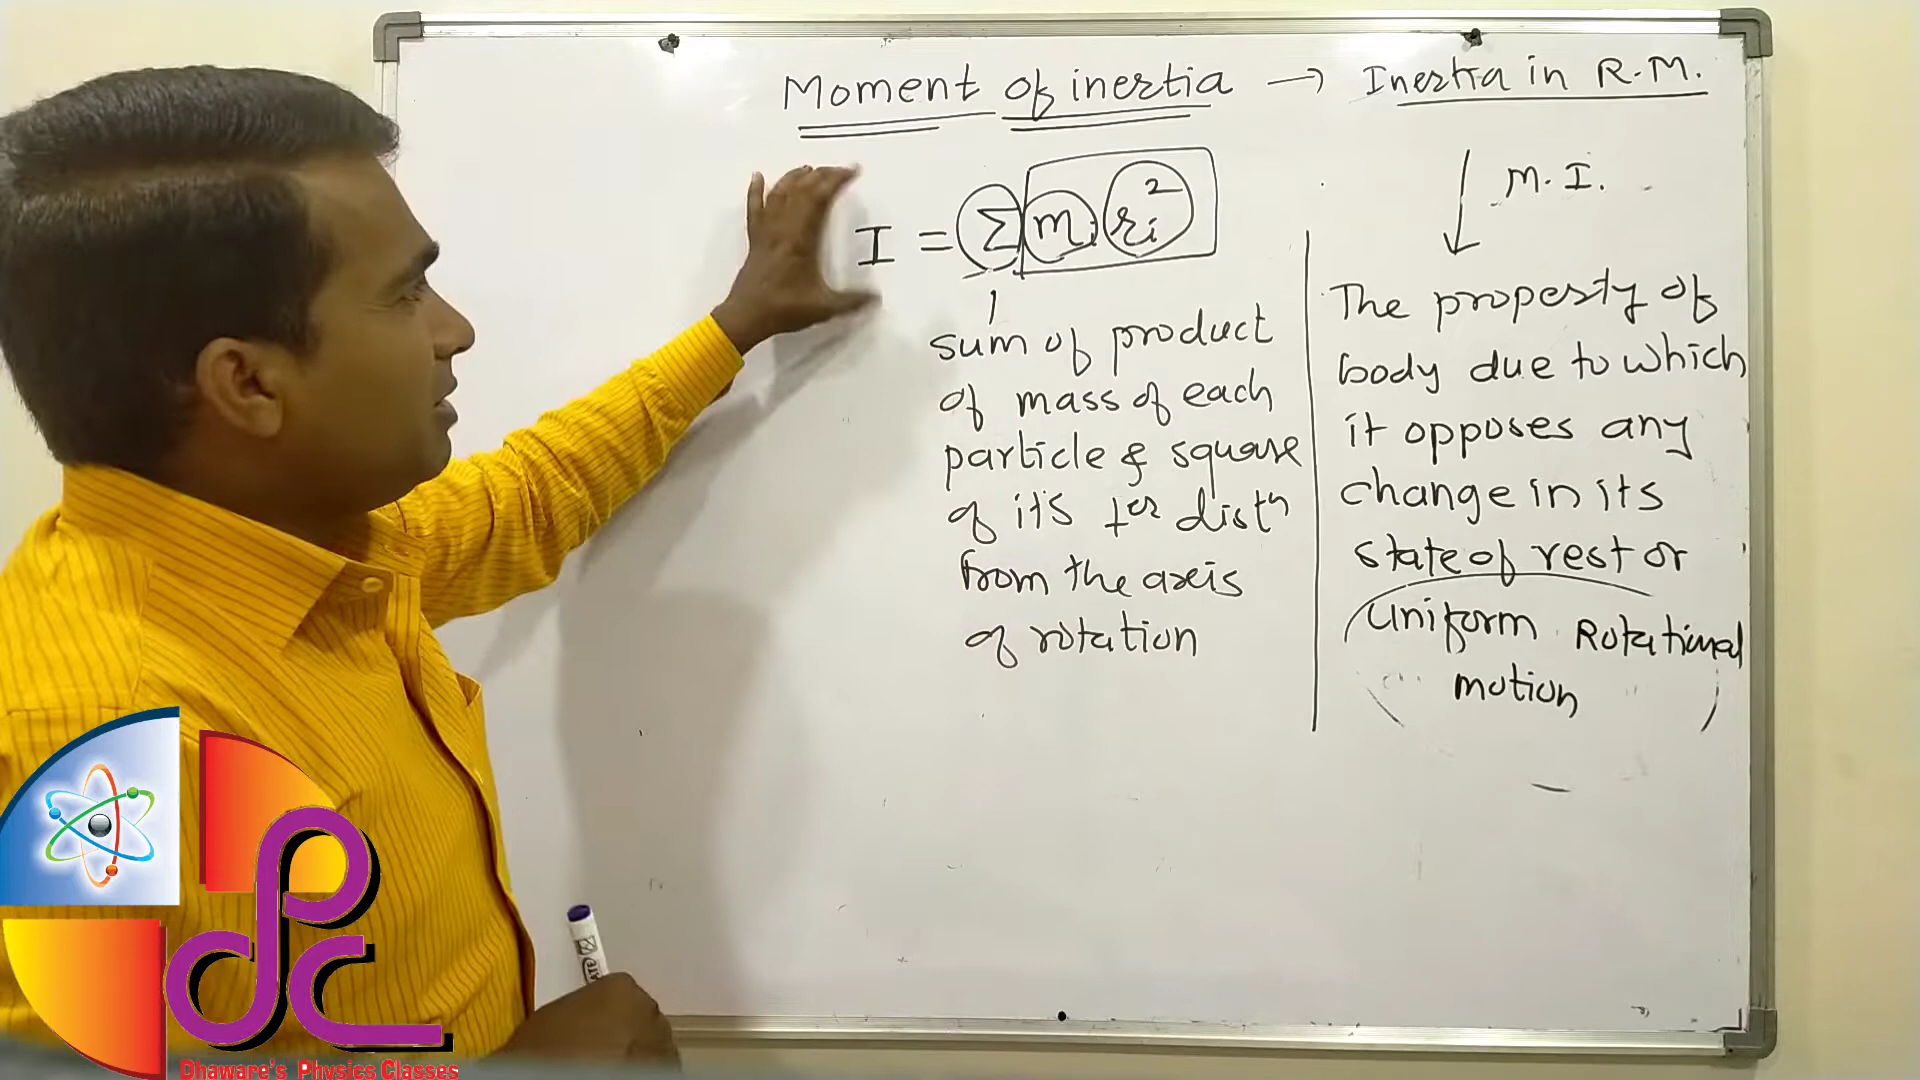 Moment of inertia → Inertia in R.M.
I = Σ mᵢ rᵢ²
sum of product
of mass of each
particle & square
of it's ⊥er distn
from the axis
of rotation
M.I.
The property of
body due to which
it opposes any
change in its
state of rest or
Uniform Rotational
motion
DPC
Dhaware's Physics Classes